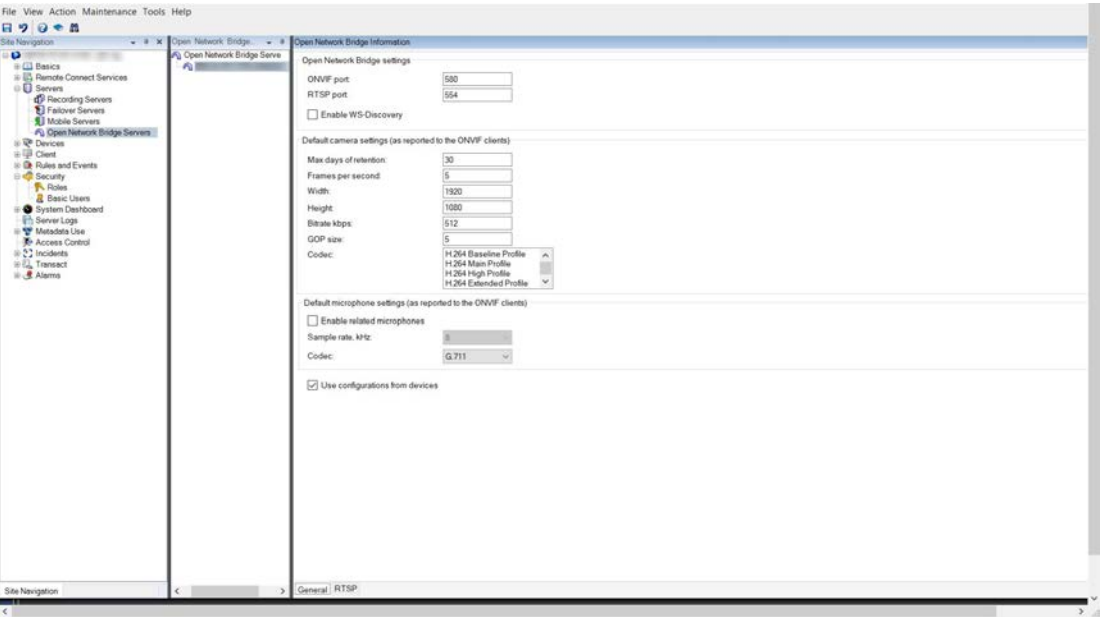 File View Action Maintenance Tools Help
Site Navigation
Basics
Remote Connect Services
Servers
Recording Servers
Failover Servers
Mobile Servers
Open Network Bridge Servers
Devices
Client
Rules and Events
Security
Roles
Basic Users
System Dashboard
Server Logs
Metadata Use
Access Control
Incidents
Transact
Alarms
Site Navigation
Open Network Bridge...
Open Network Bridge Serve
Open Network Bridge Information
Open Network Bridge settings
ONVIF port: 580
RTSP port: 554
Enable WS-Discovery
Default camera settings (as reported to the ONVIF clients)
Max days of retention: 30
Frames per second: 5
Width: 1920
Height: 1080
Bitrate kbps: 512
GOP size: 5
Codec: H.264 Baseline Profile
H.264 Main Profile
H.264 High Profile
H.264 Extended Profile
Default microphone settings (as reported to the ONVIF clients)
Enable related microphones
Sample rate, kHz: 8
Codec: G.711
Use configurations from devices
General RTSP